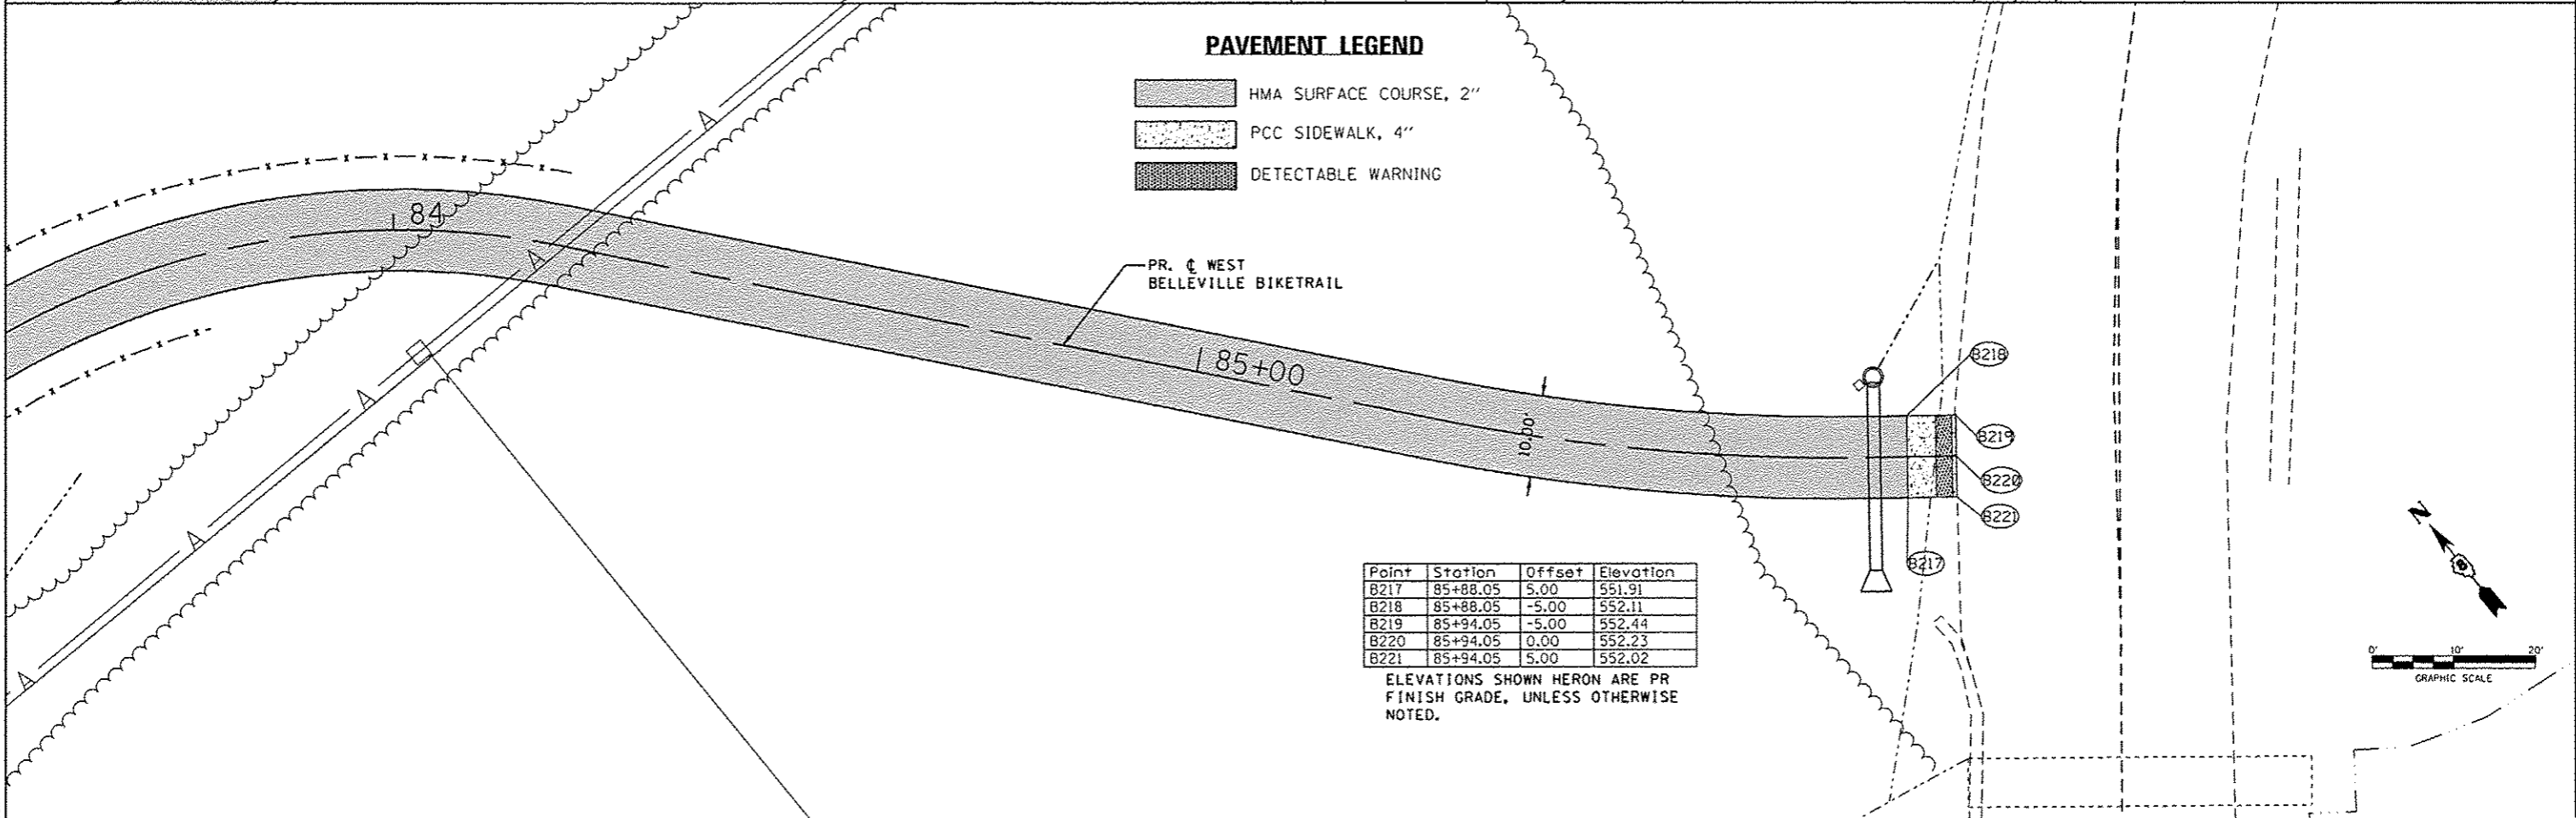 PAVEMENT LEGEND
HMA SURFACE COURSE, 2"
PCC SIDEWALK, 4"
DETECTABLE WARNING
A
84
A
PR. ℄ WEST
BELLEVILLE BIKETRAIL
85+00
10.00'
A
A
A
B218
B219
B220
B221
B217
Point Station Offset Elevation
B217 85+88.05 5.00 551.91
B218 85+88.05 -5.00 552.11
B219 85+94.05 -5.00 552.44
B220 85+94.05 0.00 552.23
B221 85+94.05 5.00 552.02
ELEVATIONS SHOWN HERON ARE PR
FINISH GRADE, UNLESS OTHERWISE
NOTED.
N
0' 10' 20'
GRAPHIC SCALE